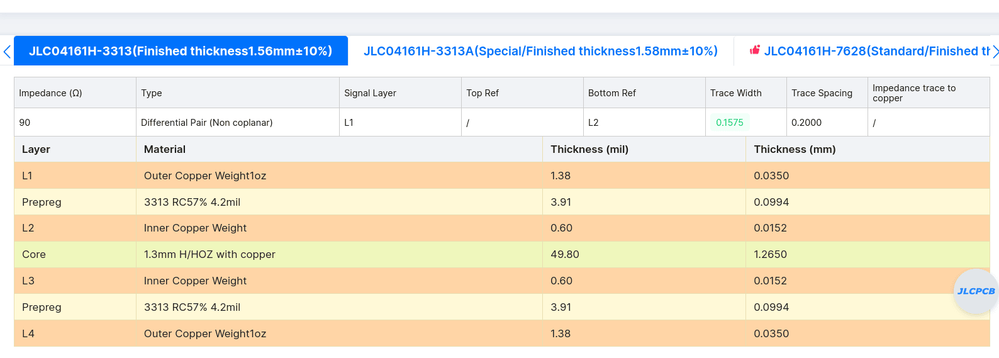 JLC04161H-3313(Finished thickness1.56mm±10%) JLC04161H-3313A(Special/Finished thickness1.58mm±10%) JLC04161H-7628(Standard/Finished
Impedance (Ω) Type Signal Layer Top Ref Bottom Ref Trace Width Trace Spacing Impedance trace to copper
90 Differential Pair (Non coplanar) L1 / L2 0.1575 0.2000 /
Layer Material Thickness (mil) Thickness (mm)
L1 Outer Copper Weight1oz 1.38 0.0350
Prepreg 3313 RC57% 4.2mil 3.91 0.0994
L2 Inner Copper Weight 0.60 0.0152
Core 1.3mm H/HOZ with copper 49.80 1.2650
L3 Inner Copper Weight 0.60 0.0152
JLCPCB
Prepreg 3313 RC57% 4.2mil 3.91 0.0994
L4 Outer Copper Weight1oz 1.38 0.0350